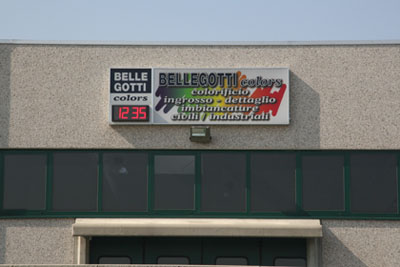 BELLE
GOTTI
colors
12:35
BELLEGOTTI colors
colorificio
ingrosso - dettaglio
imbiancature
civili / industriali